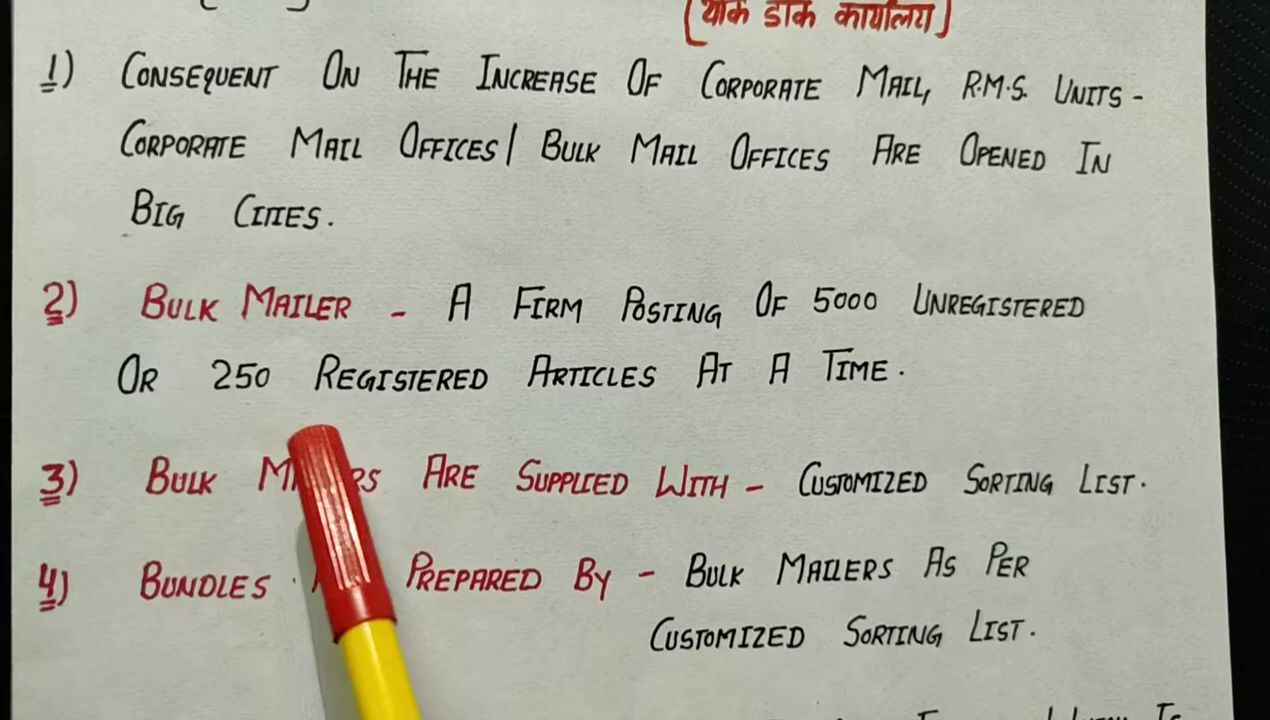 (थोक डाक कार्यालय)
1) CONSEQUENT ON THE INCREASE OF CORPORATE MAIL, R.M.S. UNITS -
CORPORATE MAIL OFFICES/ BULK MAIL OFFICES ARE OPENED IN
BIG CITIES.
2) BULK MAILER - A FIRM POSTING OF 5000 UNREGISTERED
OR 250 REGISTERED ARTICLES AT A TIME.
3) BULK ARE SUPPLIED WITH - CUSTOMIZED SORTING LIST.
4) BUNDLES PREPARED BY - BULK MAILERS AS PER
CUSTOMIZED SORTING LIST.